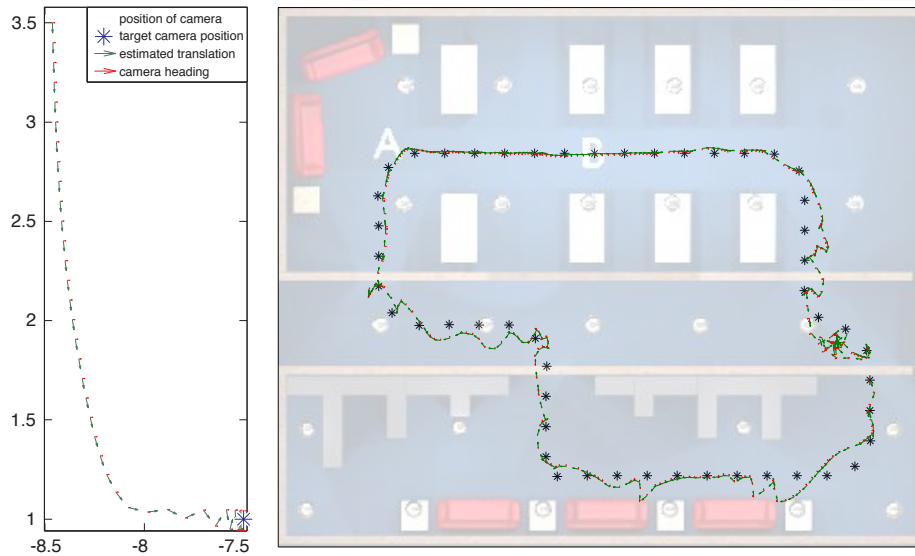 3.5
3
2.5
2
1.5
1
-8.5
-8
-7.5
position of camera
target camera position
estimated translation
camera heading
A
B